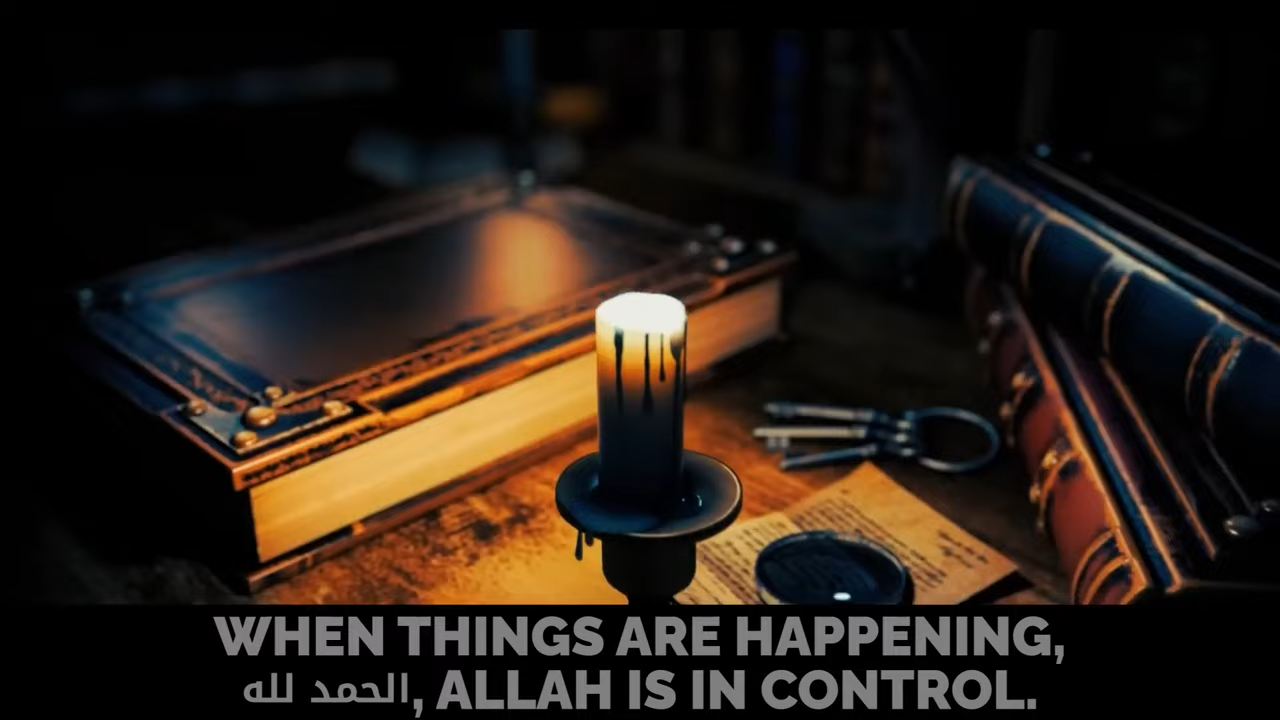 WHEN THINGS ARE HAPPENING,
الحمد لله, ALLAH IS IN CONTROL.